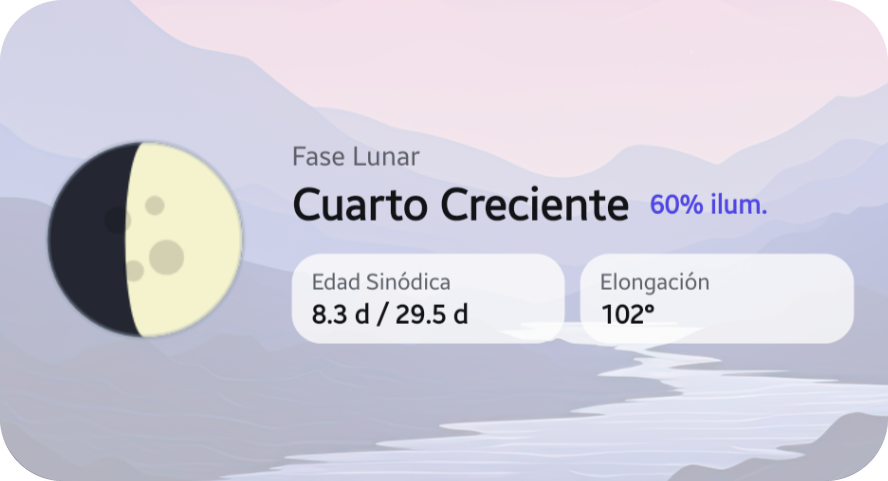 Fase Lunar
Cuarto Creciente 60% ilum.
Edad Sinódica
8.3 d / 29.5 d
Elongación
102°